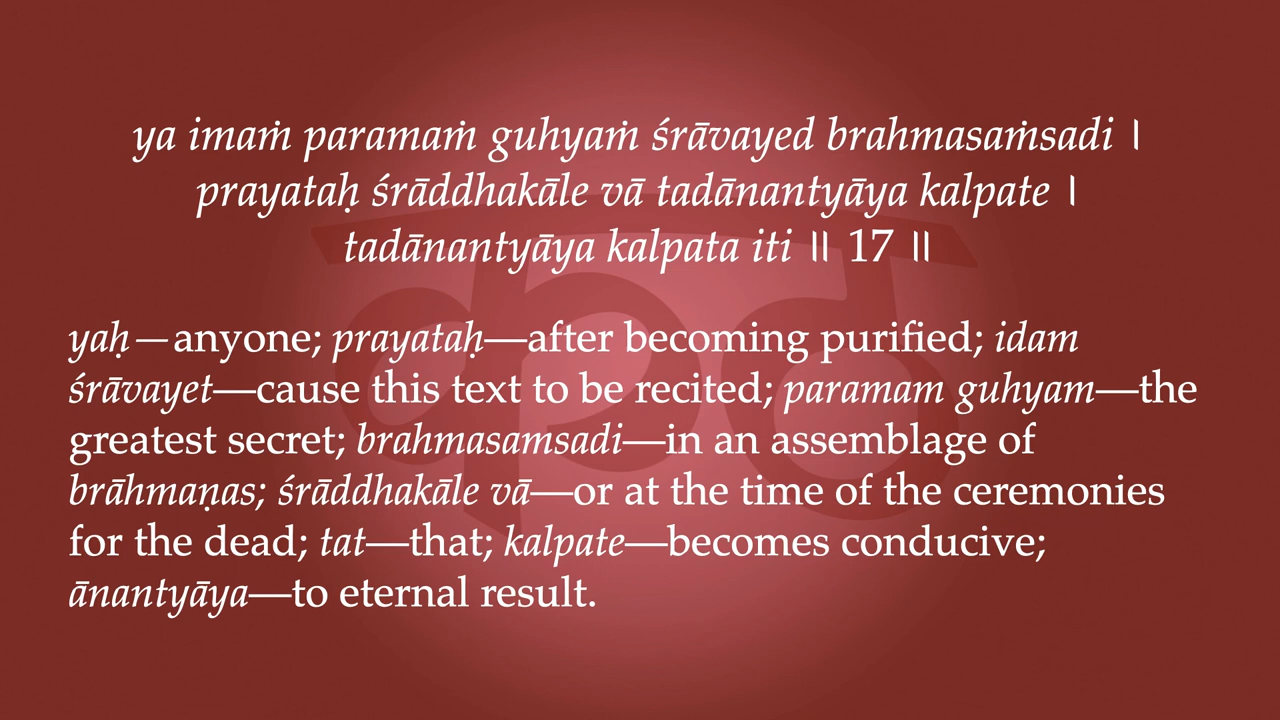 ya imaṁ paramaṁ guhyaṁ śrāvayed brahmasaṁsadi ।
prayataḥ śrāddhakāle vā tadānantyāya kalpate ।
tadānantyāya kalpata iti ॥ 17 ॥
yaḥ—anyone; prayataḥ—after becoming purified; idam
śrāvayet—cause this text to be recited; paramam guhyam—the
greatest secret; brahmasamsadi—in an assemblage of
brāhmaṇas; śrāddhakāle vā—or at the time of the ceremonies
for the dead; tat—that; kalpate—becomes conducive;
ānantyāya—to eternal result.